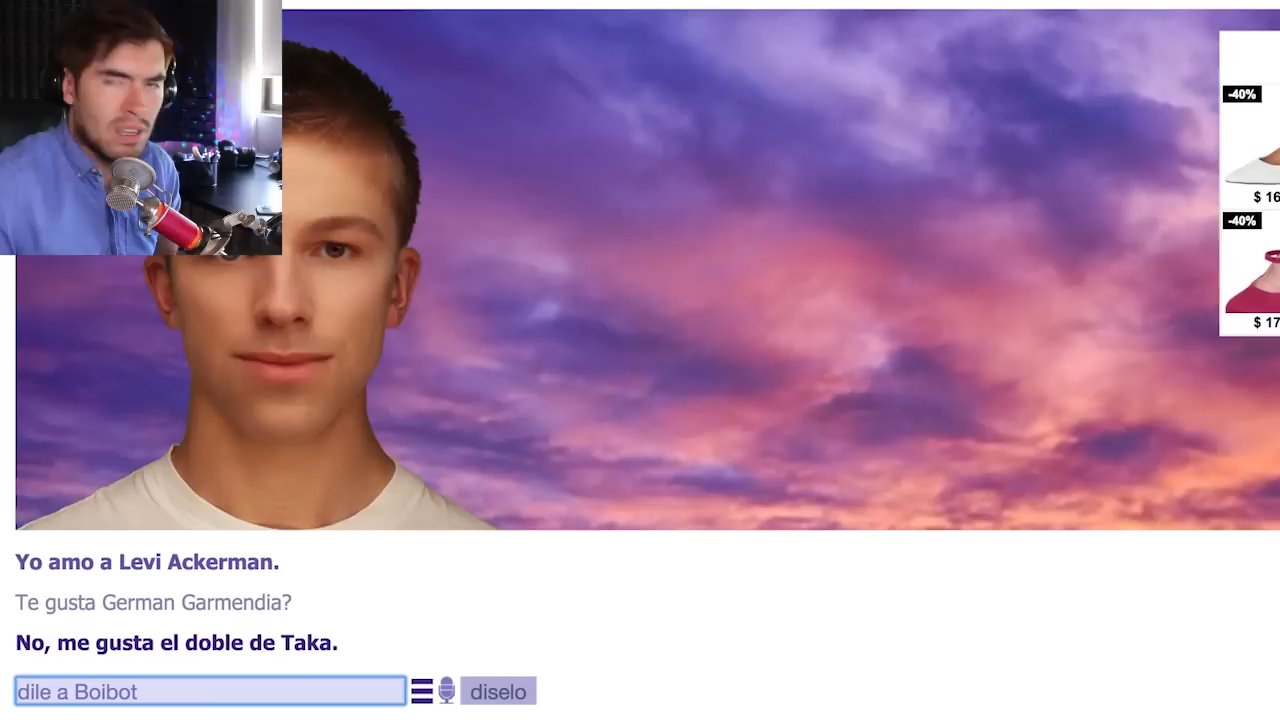 -40%
$ 16
-40%
$ 17
Yo amo a Levi Ackerman.
Te gusta German Garmendia?
No, me gusta el doble de Taka.
dile a Boibot
diselo